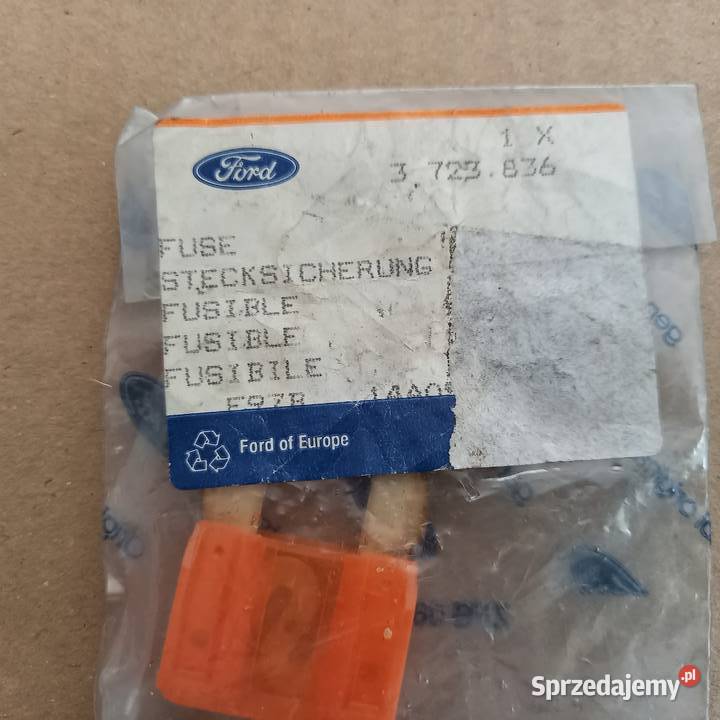 1 X
Ford
3.723.836
FUSE
STECKSICHERUNG
FUSIBLE
FUSIBLE
FUSIBILE
Ford of Europe
Sprzedajemy.pl